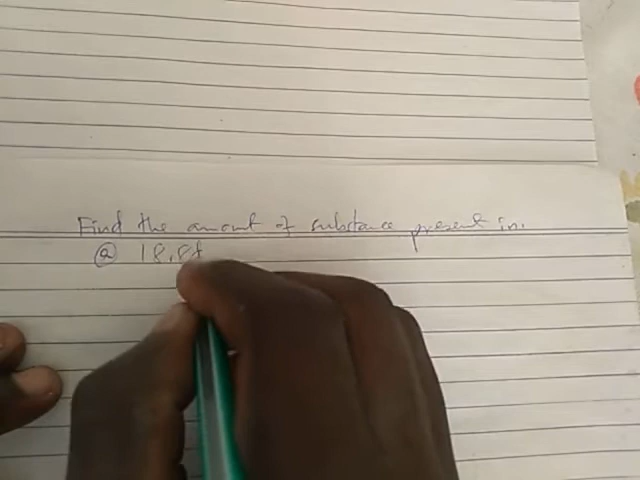 Find the amount of substance present in.
(a) 18.8